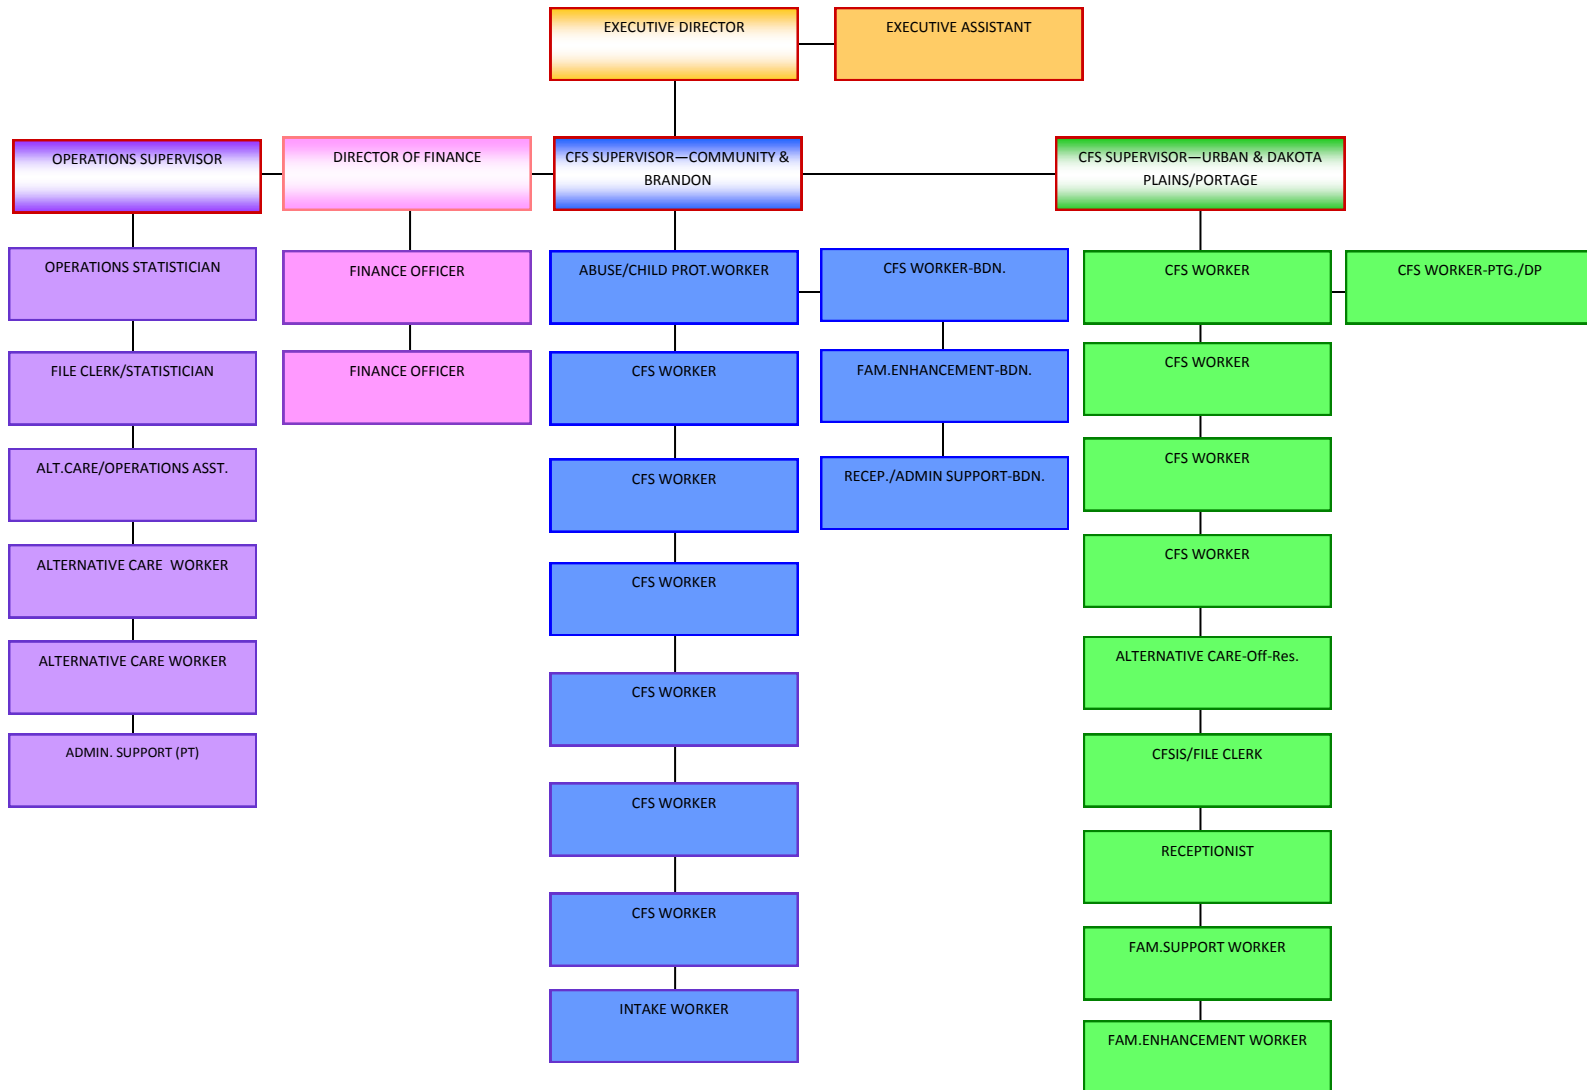 EXECUTIVE DIRECTOR
EXECUTIVE ASSISTANT
OPERATIONS SUPERVISOR
DIRECTOR OF FINANCE
CFS SUPERVISOR—COMMUNITY &
BRANDON
CFS SUPERVISOR—URBAN & DAKOTA
PLAINS/PORTAGE
OPERATIONS STATISTICIAN
FILE CLERK/STATISTICIAN
ALT.CARE/OPERATIONS ASST.
ALTERNATIVE CARE  WORKER
ALTERNATIVE CARE WORKER
ADMIN. SUPPORT (PT)
FINANCE OFFICER
FINANCE OFFICER
ABUSE/CHILD PROT.WORKER
CFS WORKER
CFS WORKER
CFS WORKER
CFS WORKER
CFS WORKER
CFS WORKER
INTAKE WORKER
CFS WORKER-BDN.
FAM.ENHANCEMENT-BDN.
RECEP./ADMIN SUPPORT-BDN.
CFS WORKER
CFS WORKER
CFS WORKER
CFS WORKER
ALTERNATIVE CARE-Off-Res.
CFSIS/FILE CLERK
RECEPTIONIST
FAM.SUPPORT WORKER
FAM.ENHANCEMENT WORKER
CFS WORKER-PTG./DP